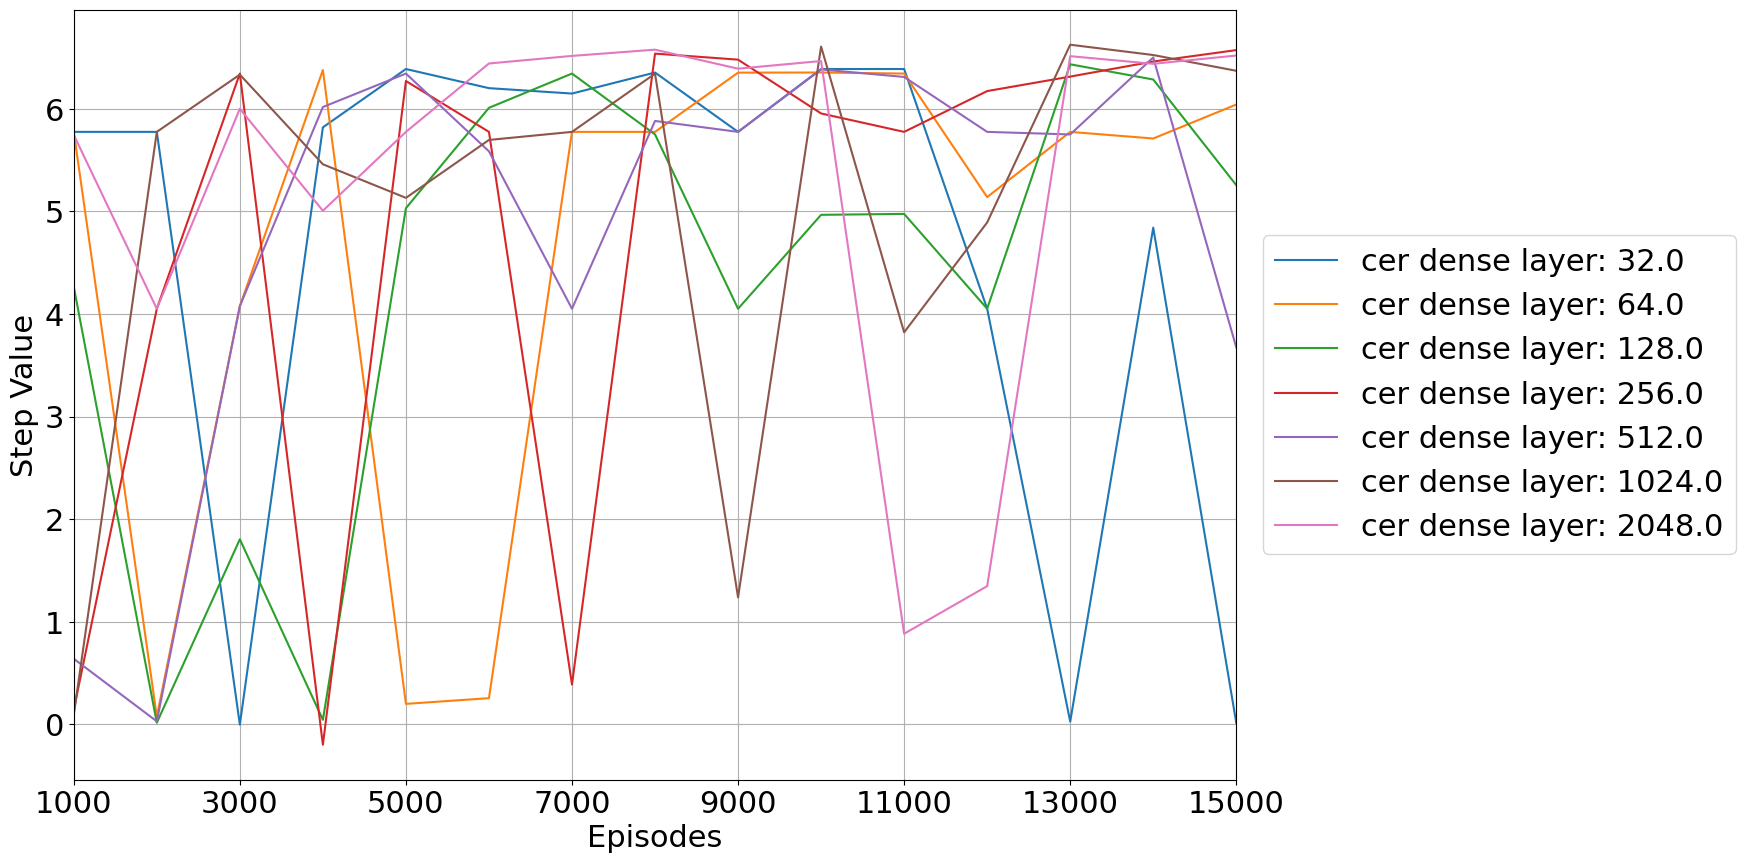 6
5
4
3
2
1
0
Step Value
1000 3000 5000 7000 9000 11000 13000 15000
Episodes
cer dense layer: 32.0
cer dense layer: 64.0
cer dense layer: 128.0
cer dense layer: 256.0
cer dense layer: 512.0
cer dense layer: 1024.0
cer dense layer: 2048.0